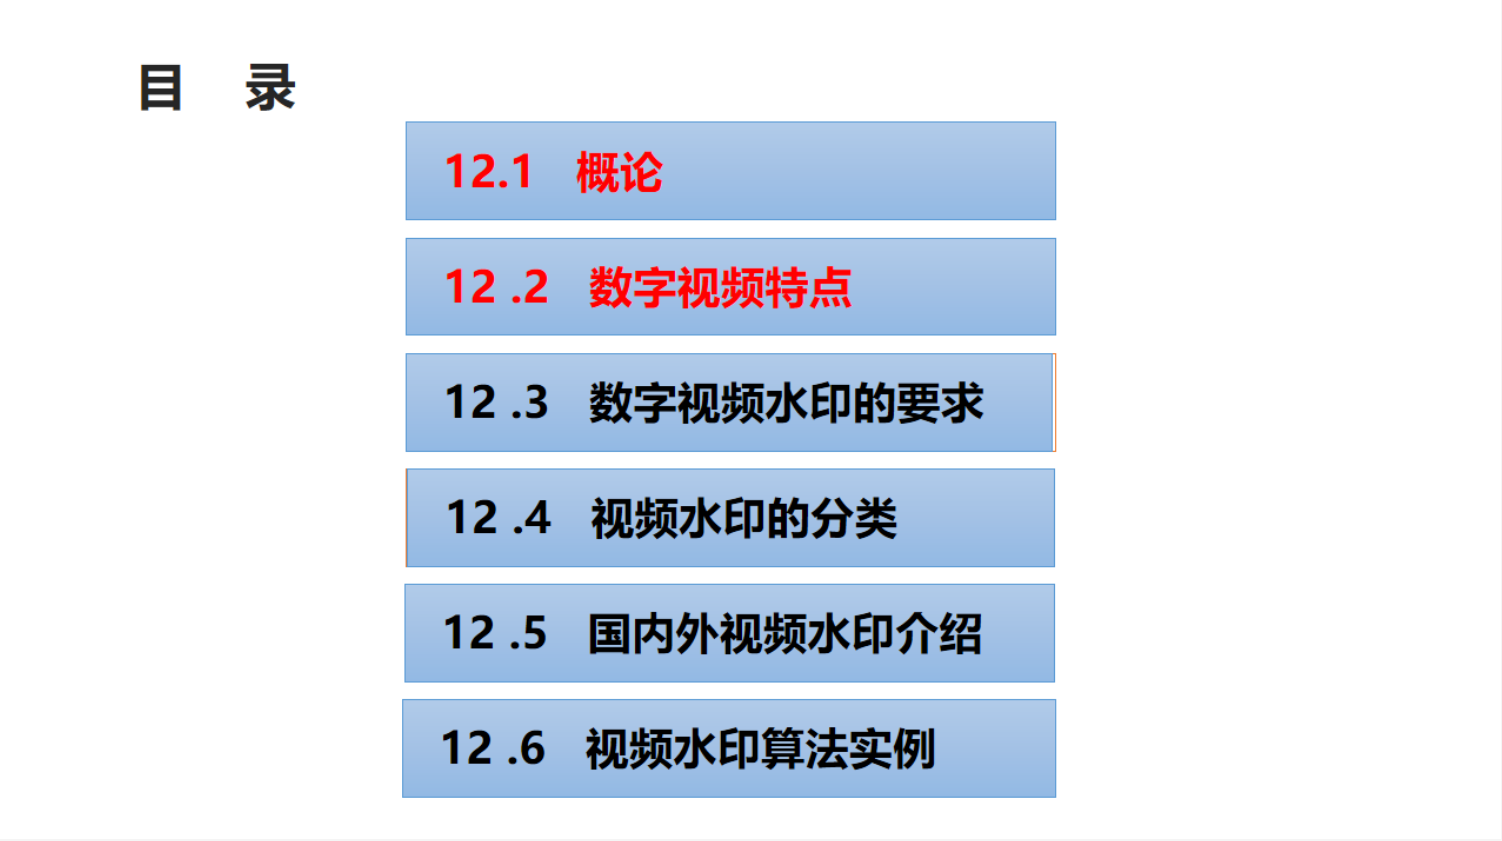 目 录
12.1 概论
12 .2 数字视频特点
12 .3 数字视频水印的要求
12 .4 视频水印的分类
12 .5 国内外视频水印介绍
12 .6 视频水印算法实例